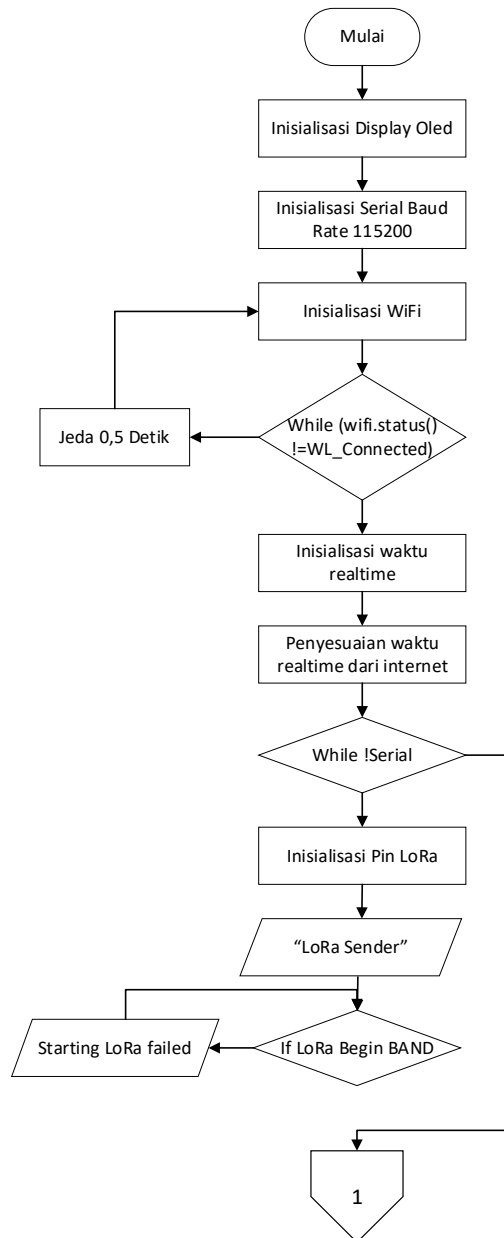 Mulai
Inisialisasi Display Oled
Inisialisasi Serial Baud
Rate 115200
Inisialisasi WiFi
While (wifi.status()
!=WL_Connected)
Jeda 0,5 Detik
Inisialisasi waktu
realtime
Penyesuaian waktu
realtime dari internet
While !Serial
Inisialisasi Pin LoRa
“LoRa Sender”
Starting LoRa failed
If LoRa Begin BAND
1